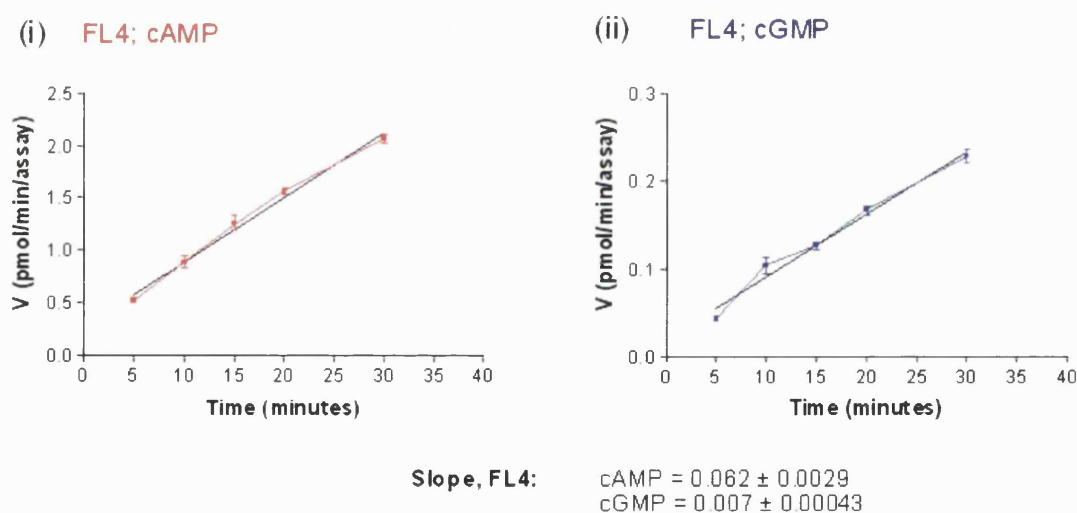 (i) FL4; cAMP
V (pmol/min/assay)
2.5
2.0
1.5
1.0
0.5
0.0
0 5 10 15 20 25 30 35 40
Time (minutes)
(ii) FL4; cGMP
V (pmol/min/assay)
0.3
0.2
0.1
0.0
0 5 10 15 20 25 30 35 40
Time (minutes)
Slope, FL4: cAMP = 0.062 ± 0.0029
cGMP = 0.007 ± 0.00043